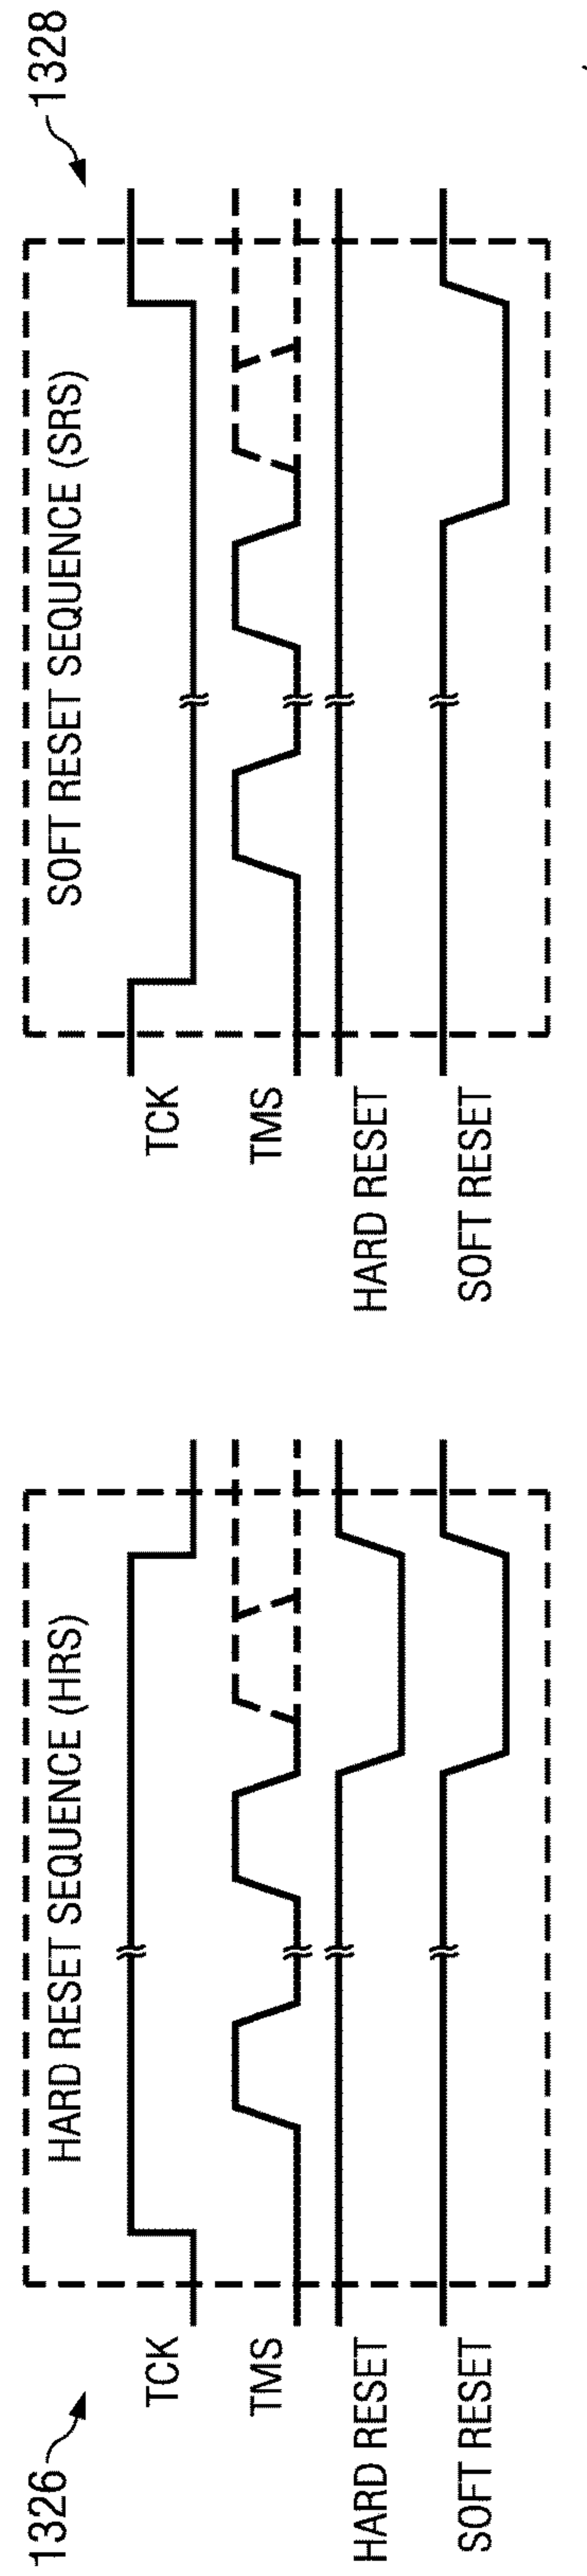 1326
HARD RESET SEQUENCE (HRS)
TCK
TMS
HARD RESET
SOFT RESET
1328
SOFT RESET SEQUENCE (SRS)
TCK
TMS
HARD RESET
SOFT RESET